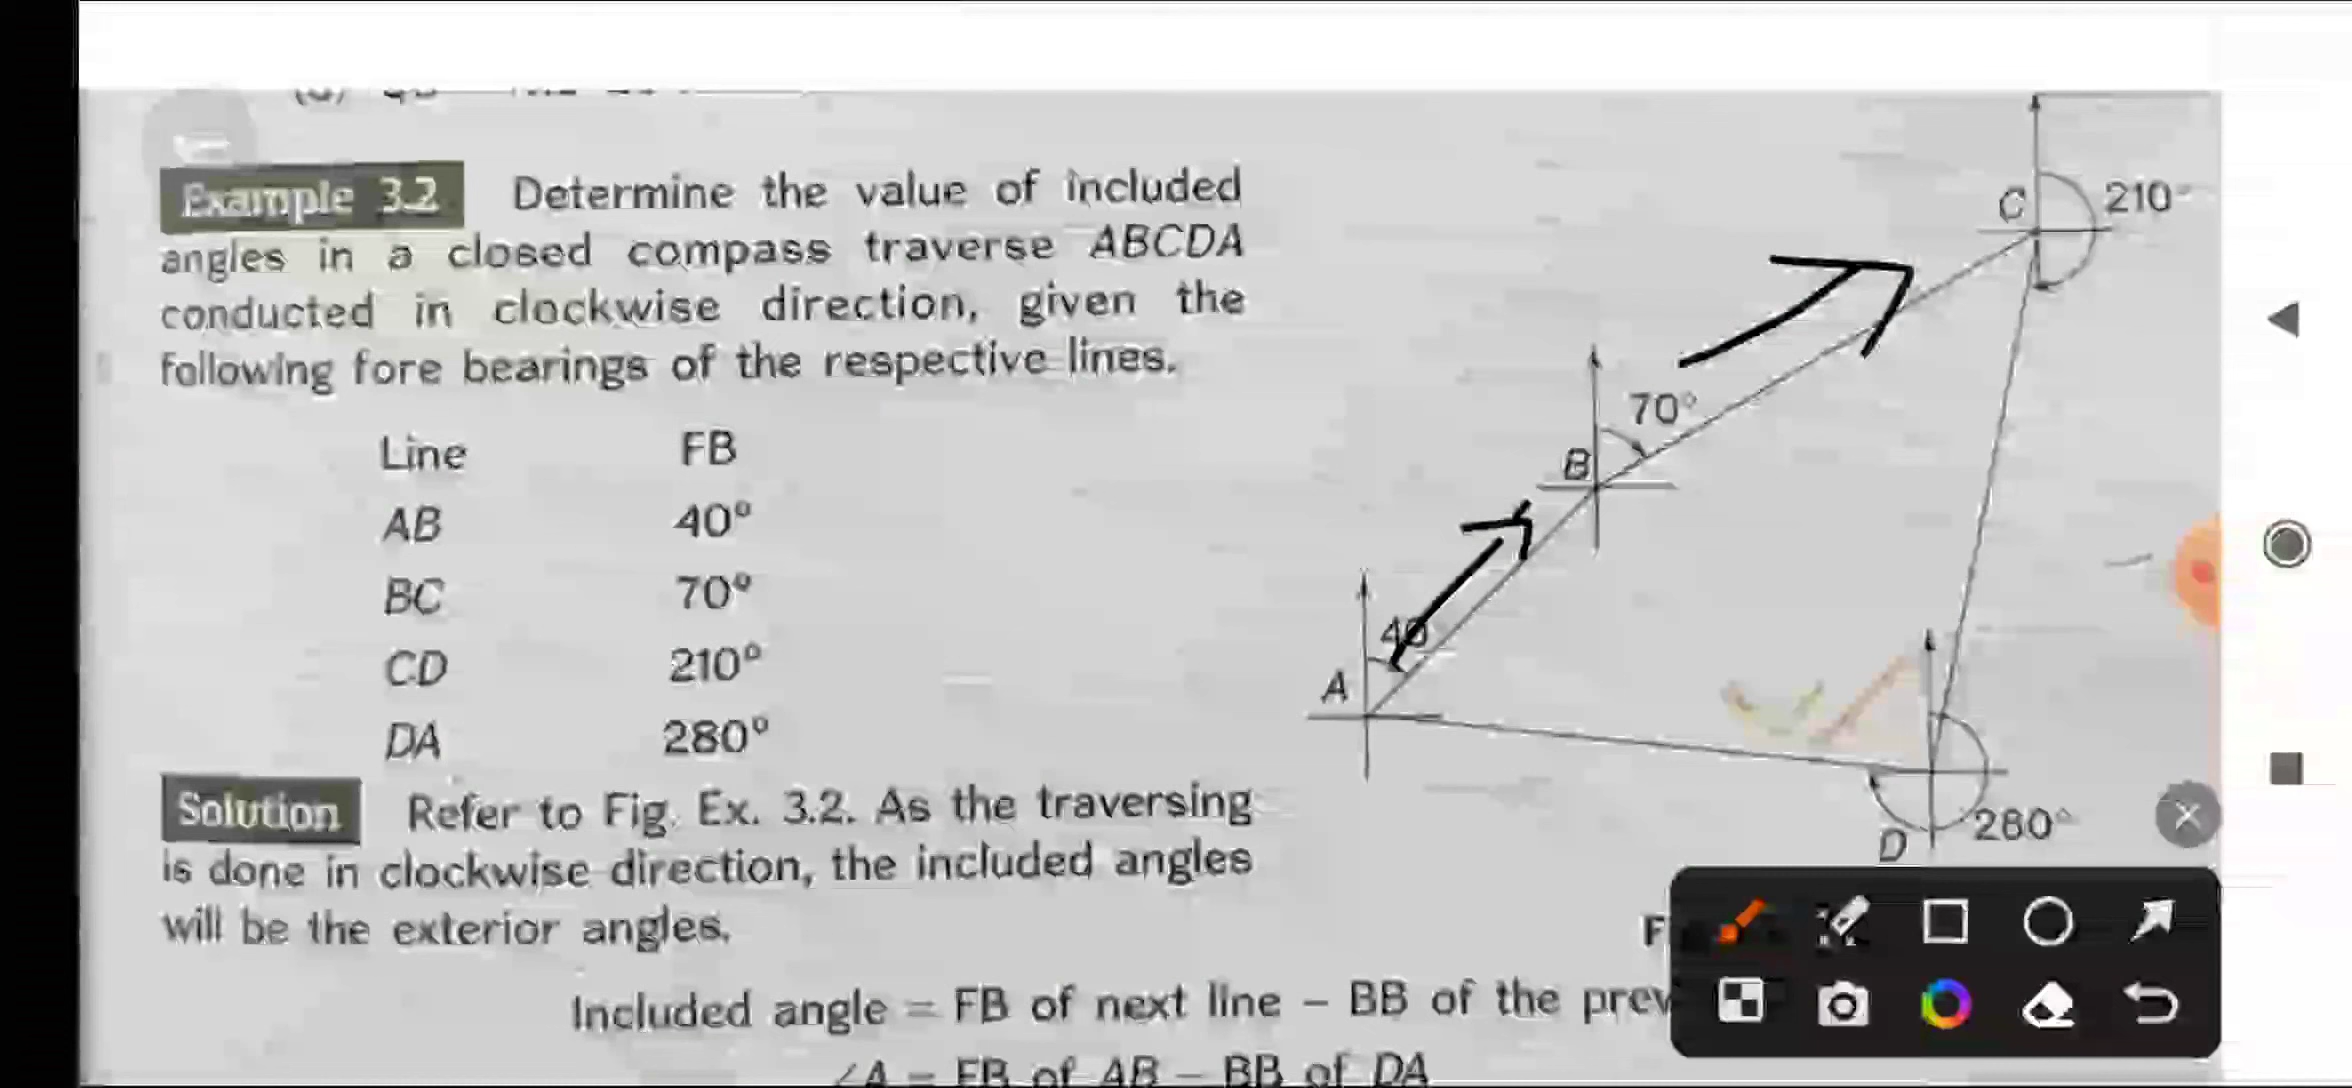 Example 3.2 Determine the value of included
angles in a closed compass traverse ABCDA
conducted in clockwise direction, given the
following fore bearings of the respective lines.
Line FB
AB 40°
BC 70°
CD 210°
DA 280°
Solution Refer to Fig. Ex. 3.2. As the traversing
is done in clockwise direction, the included angles
will be the exterior angles.
Included angle = FB of next line – BB of the prev
∠A = FB of AB – BB of DA
C 210°
70°
B
40
A
280°
D
F